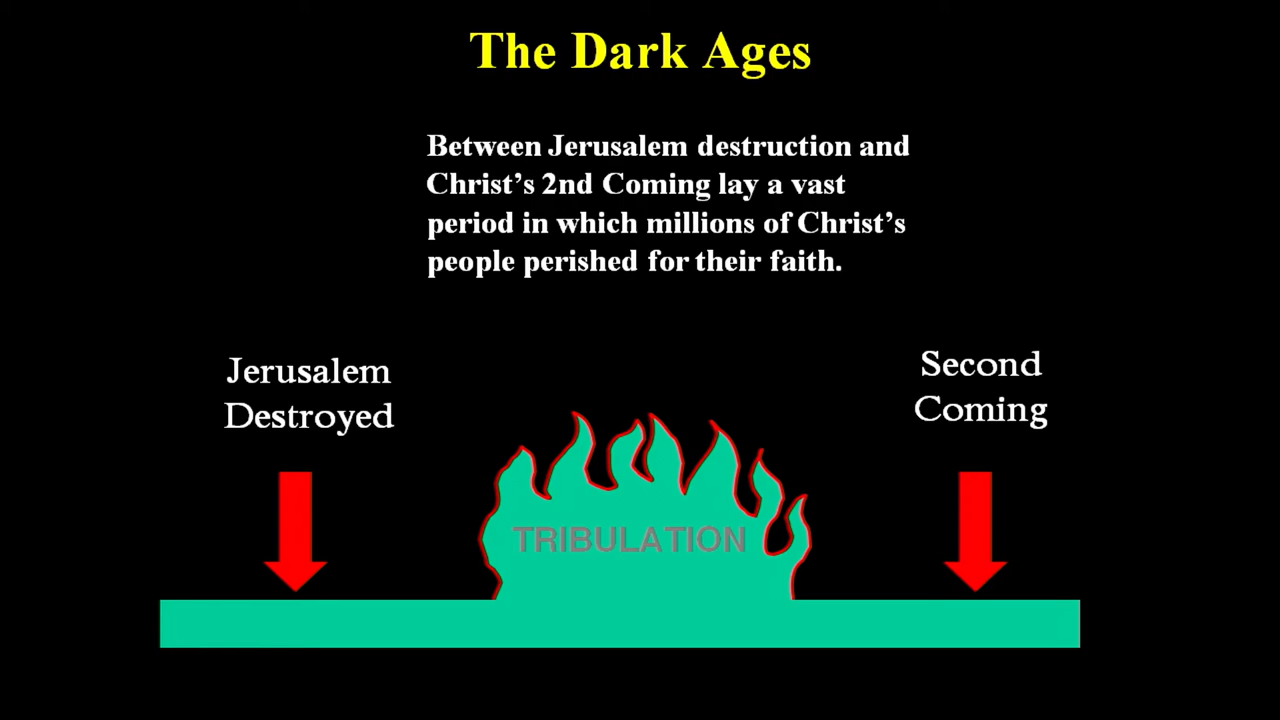 The Dark Ages
Between Jerusalem destruction and
Christ's 2nd Coming lay a vast
period in which millions of Christ's
people perished for their faith.
Jerusalem
Destroyed
Second
Coming
TRIBULATION